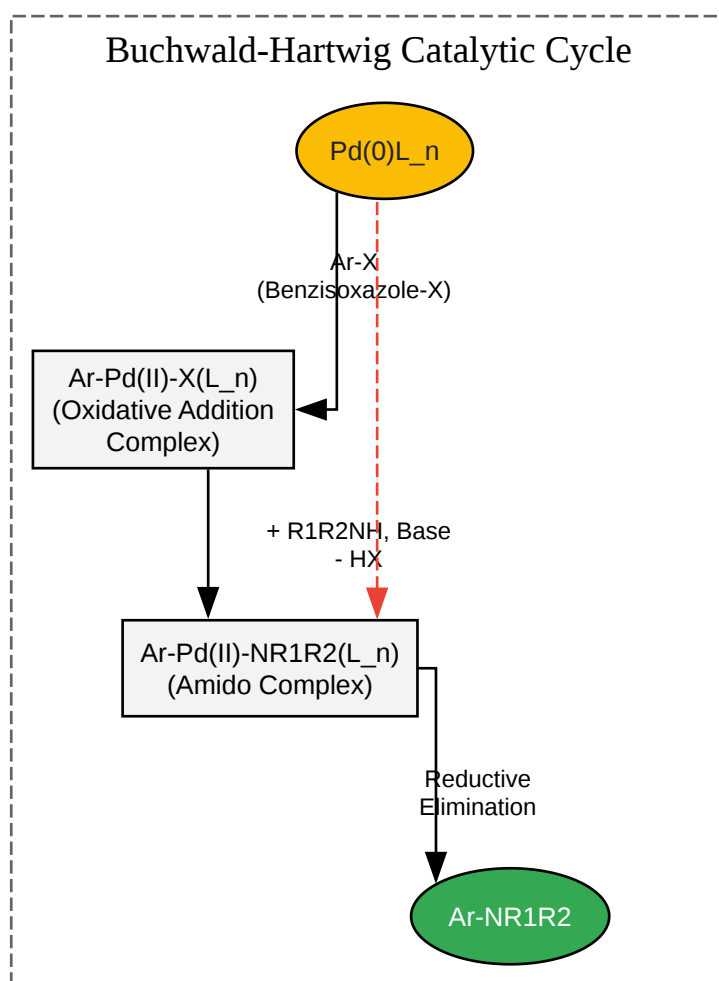 Buchwald-Hartwig Catalytic Cycle
Pd(0)L_n
Ar-X
(Benzisoxazole-X)
Ar-Pd(II)-X(L_n)
(Oxidative Addition
Complex)
+ R1R2NH, Base
- HX
Ar-Pd(II)-NR1R2(L_n)
(Amido Complex)
Reductive
Elimination
Ar-NR1R2